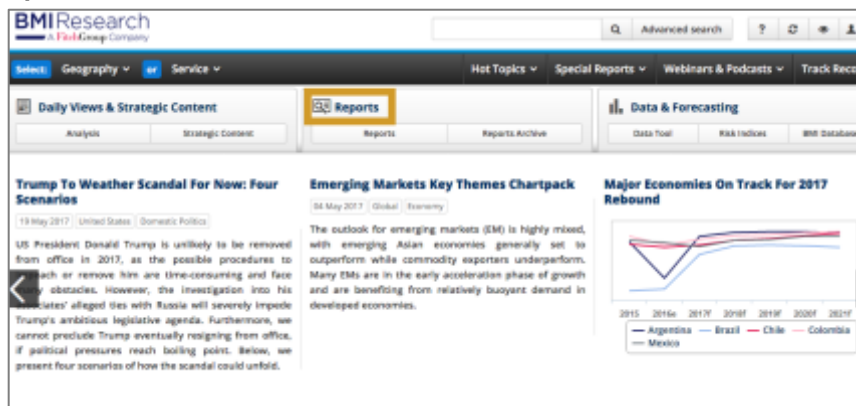 BMIResearch
A FitchGroup Company
Advanced search
?
Select: Geography or Service
Hot Topics Special Reports Webinars & Podcasts Track Reco
Daily Views & Strategic Content
Analysis Strategic Content
Reports
Reports Reports Archive
Data & Forecasting
Data Tool Risk Indices BMI Database
Trump To Weather Scandal For Now: Four
Scenarios
19 May 2017 United States Domestic Politics
US President Donald Trump is unlikely to be removed
from office in 2017, as the possible procedures to
ach or remove him are time-consuming and face
obstacles. However, the investigation into his
ociates' alleged ties with Russia will severely impede
Trump's ambitious legislative agenda. Furthermore, we
cannot preclude Trump eventually resigning from office,
if political pressures reach boiling point. Below, we
present four scenarios of how the scandal could unfold.
Emerging Markets Key Themes Chartpack
04 May 2017 Global Economy
The outlook for emerging markets (EM) is highly mixed,
with emerging Asian economies generally set to
outperform while commodity exporters underperform.
Many EMs are in the early acceleration phase of growth
and are benefiting from relatively buoyant demand in
developed economies.
Major Economies On Track For 2017
Rebound
2015 2016e 2017f 2018f 2019f 2020f 2021f
Argentina Brazil Chile Colombia
Mexico